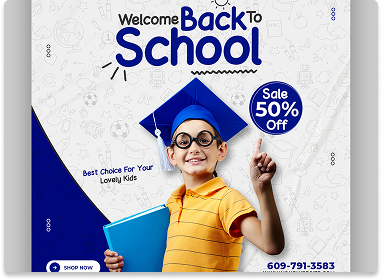 Welcome Back To
School
Sale
50%
Off
Best Choice For Your
Lovely Kids
SHOP NOW
609-791-3583